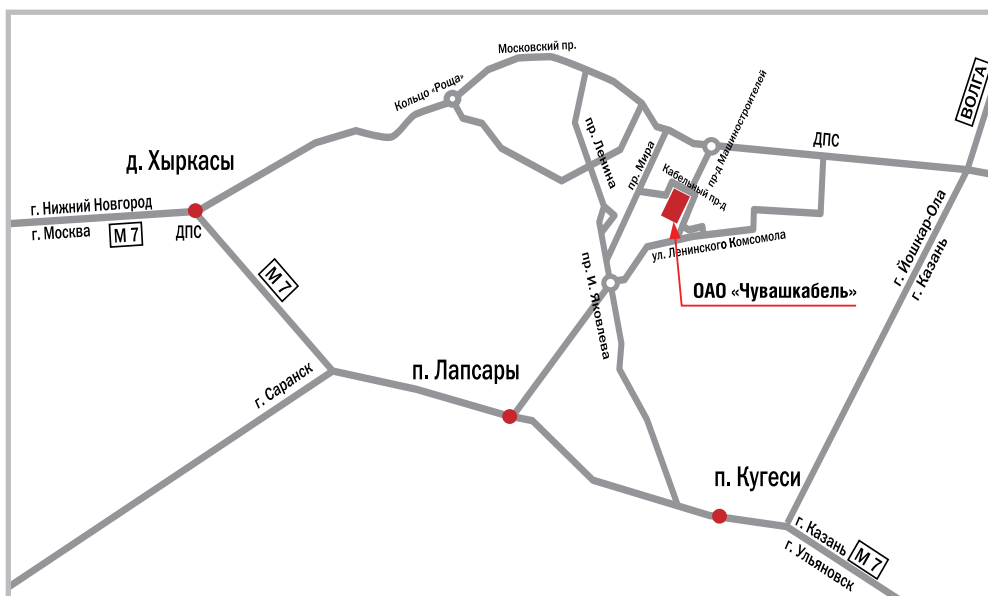 Московский пр.
Кольцо «Роща»
ВОЛГА
пр-д Машиностроителей
ДПС
пр. Ленина
пр. Мира
Кабельный пр-д
д. Хыркасы
г. Нижний Новгород
г. Москва
М 7
ДПС
ул. Ленинского Комсомола
г. Йошкар-Ола
г. Казань
М 7
пр. И. Яковлева
ОАО «Чувашкабель»
г. Саранск
п. Лапсары
п. Кугеси
г. Казань
г. Ульяновск
М 7